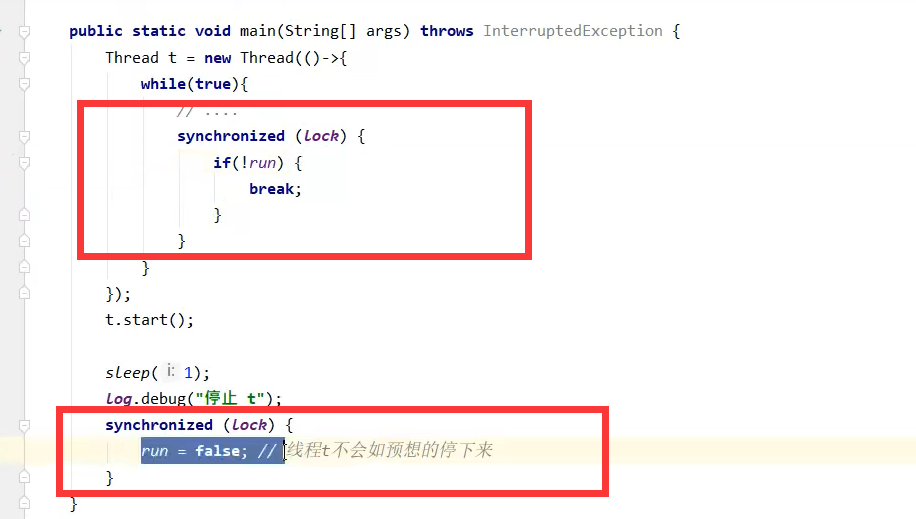 public static void main(String[] args) throws InterruptedException {
Thread t = new Thread(()->{
while(true){
// ....
synchronized (lock) {
if(!run) {
break;
}
}
}
});
t.start();
sleep( i: 1);
log.debug("停止 t");
synchronized (lock) {
run = false; // 线程t不会如预想的停下来
}
}